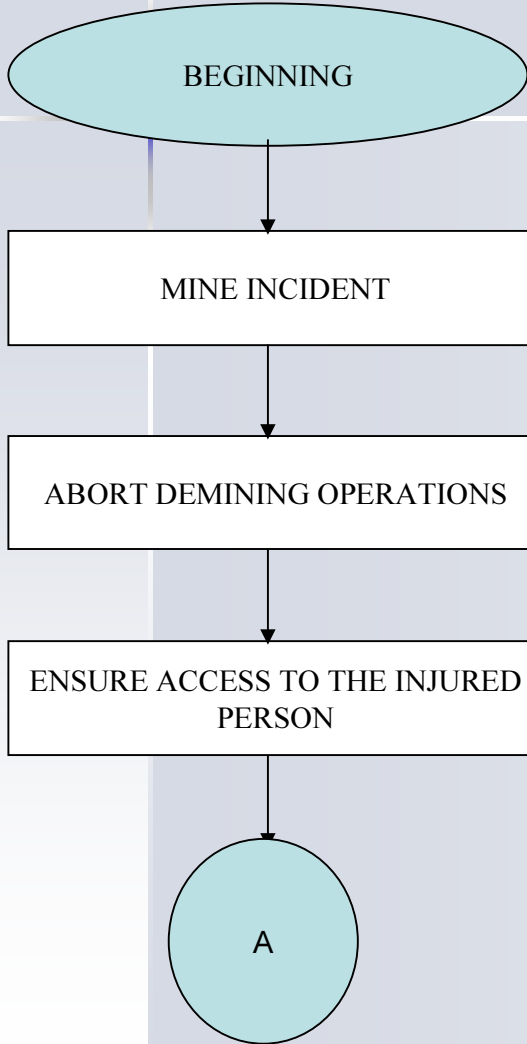 BEGINNING
MINE INCIDENT
ABORT DEMINING OPERATIONS
ENSURE ACCESS TO THE INJURED
PERSON
A